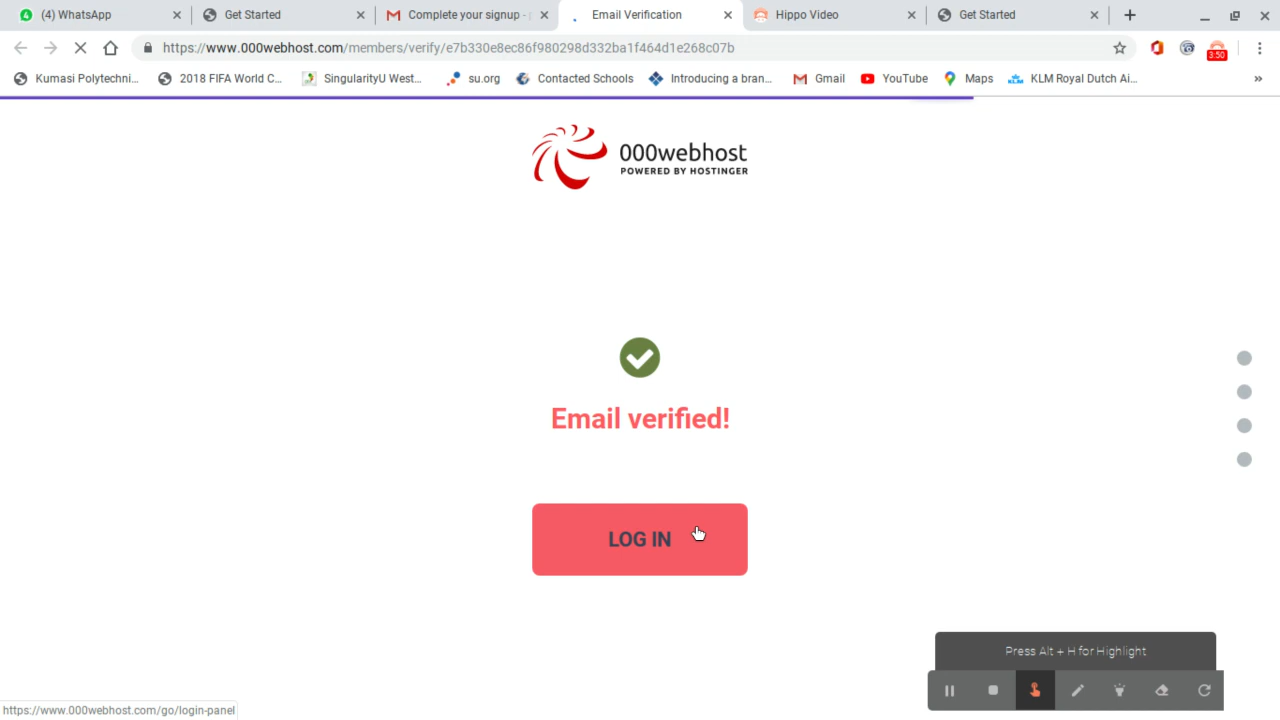 4
(4) WhatsApp
Get Started
Complete your signup -
Email Verification
Hippo Video
Get Started
https://www.000webhost.com/members/verify/e7b330e8ec86f980298d332ba1f464d1e268c07b
3:50
Kumasi Polytechni...
2018 FIFA World C...
SingularityU West...
su.org
Contacted Schools
Introducing a bran...
Gmail
YouTube
Maps
KLM
KLM Royal Dutch Ai...
»
000webhost
POWERED BY HOSTINGER
Email verified!
LOG IN
Press Alt + H for Highlight
https://www.000webhost.com/go/login-panel